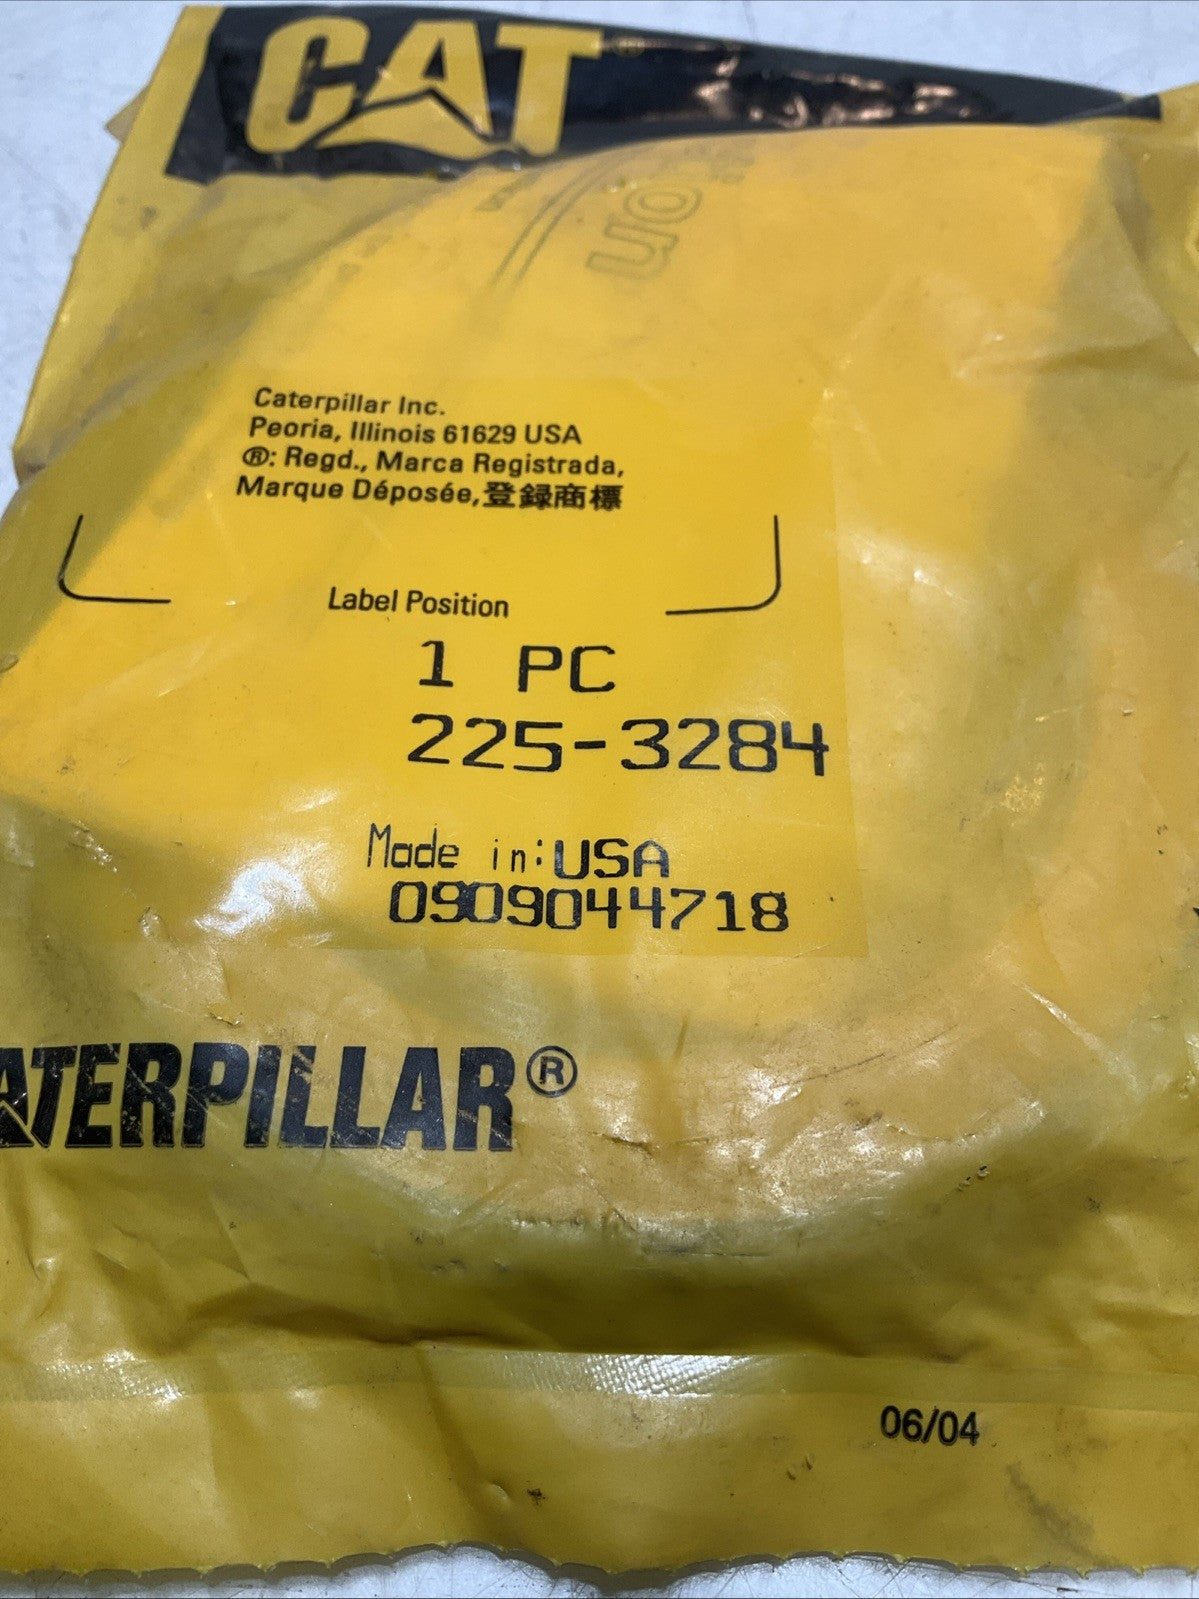 CAT®
on
Caterpillar Inc.
Peoria, Illinois 61629 USA
®: Regd., Marca Registrada,
Marque Déposée,登録商標
Label Position
1 PC
225-3284
Made in: USA
0909044718
ATERPILLAR®
06/04